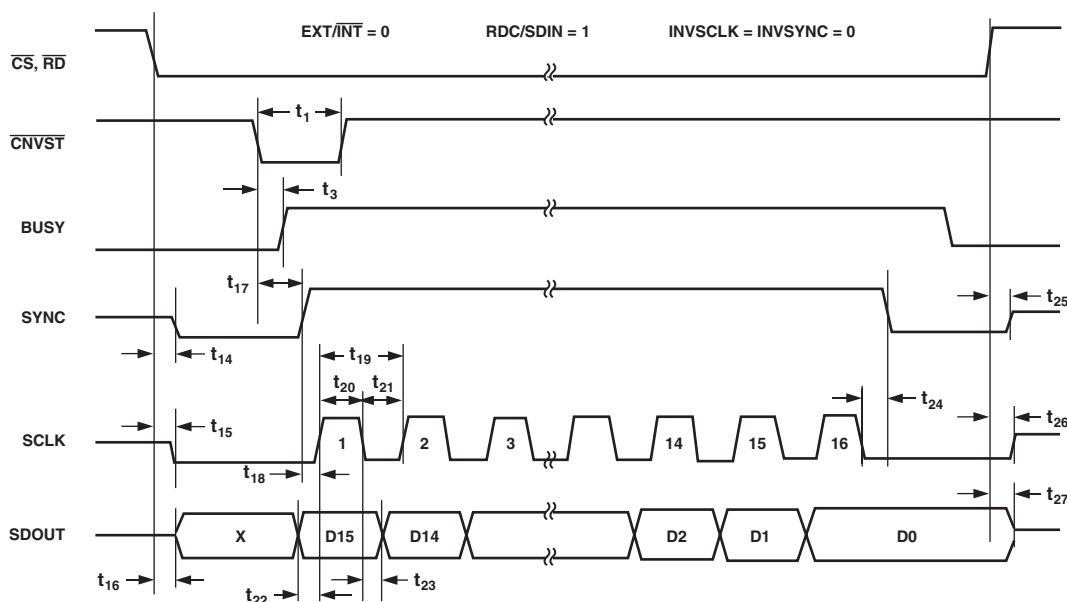 EXT/INT = 0 RDC/SDIN = 1 INVSCLK = INVSYNC = 0
CS, RD
t1
CNVST
t3
BUSY
t17
t25
SYNC
t14
t19
t20 t21
t24
t15
t26
SCLK
1 2 3 14 15 16
t18
t27
SDOUT
X D15 D14 D2 D1 D0
t16
t22
t23